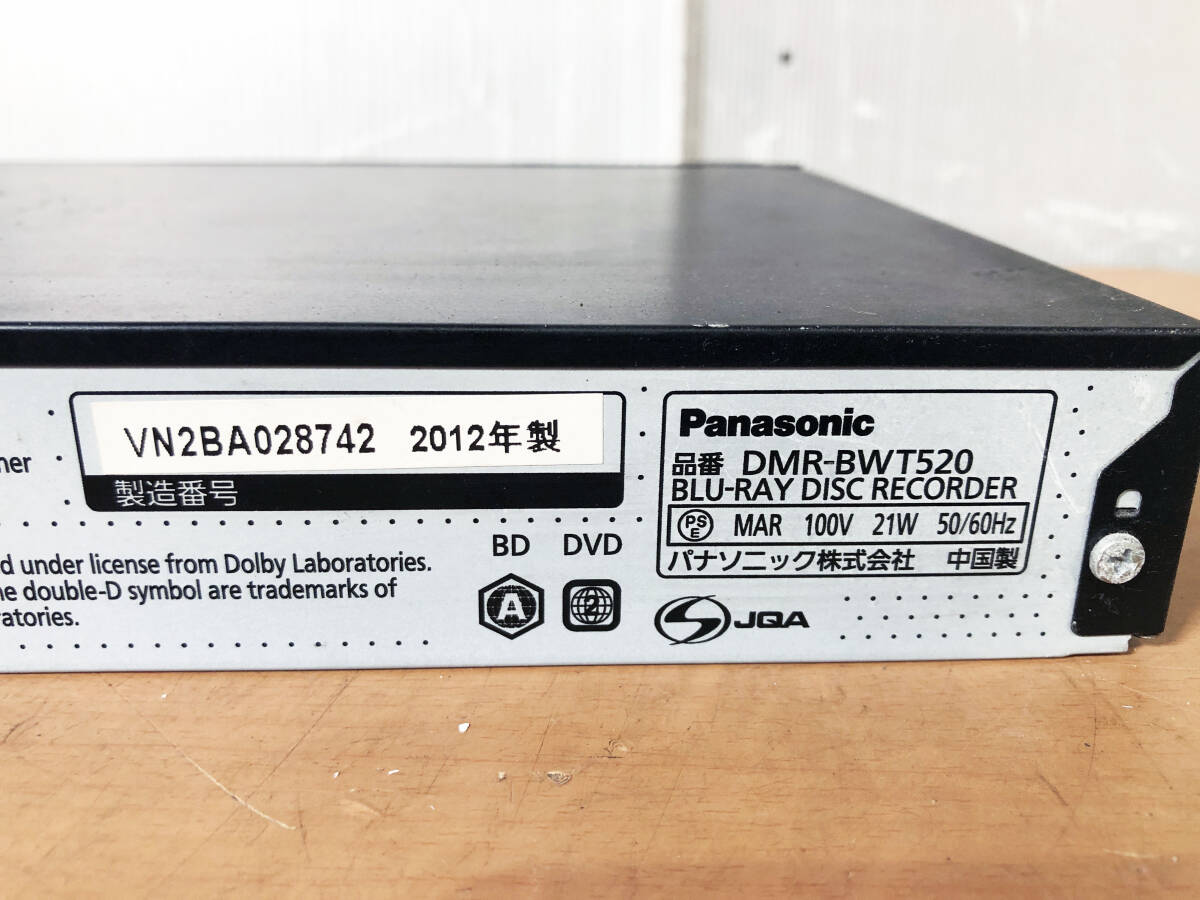 VN2BA028742 2012年製
製造番号
ner
d under license from Dolby Laboratories.
he double-D symbol are trademarks of
ratories.
BD DVD
A 2
Panasonic
品番 DMR-BWT520
BLU-RAY DISC RECORDER
PS E MAR 100V 21W 50/60Hz
パナソニック株式会社 中国製
JQA